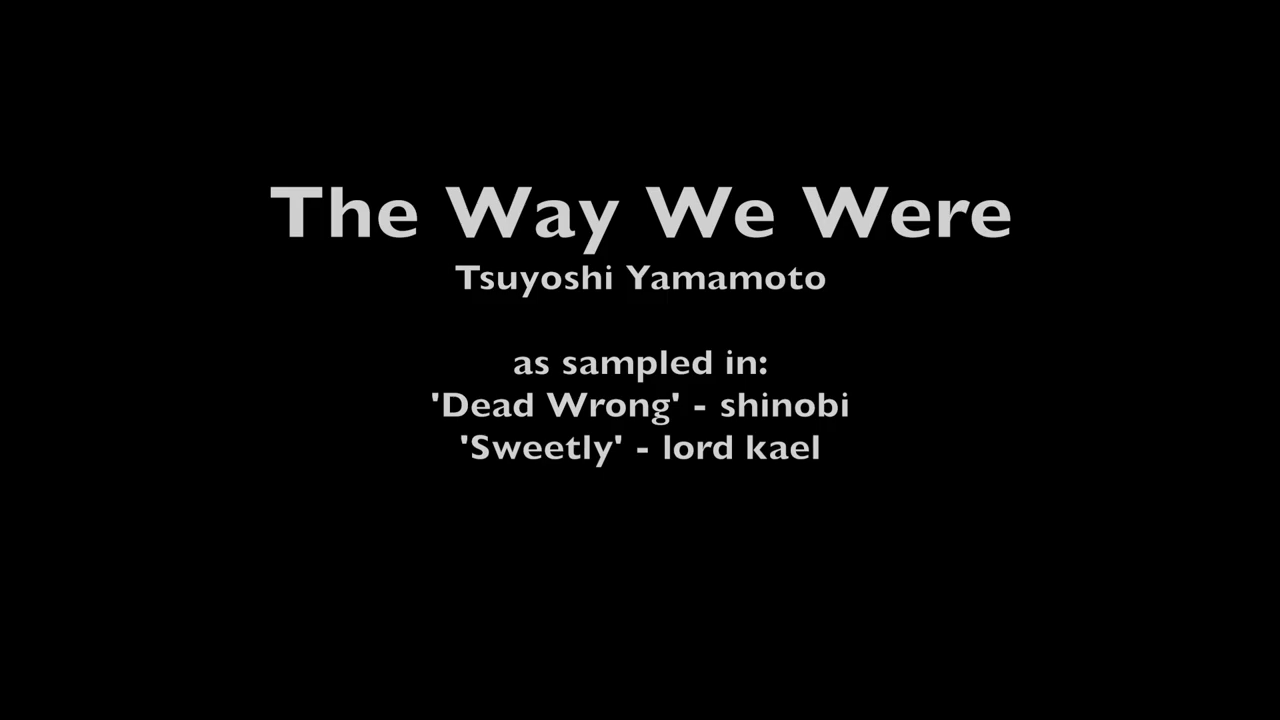 The Way We Were
Tsuyoshi Yamamoto
as sampled in:
'Dead Wrong' - shinobi
'Sweetly' - lord kael